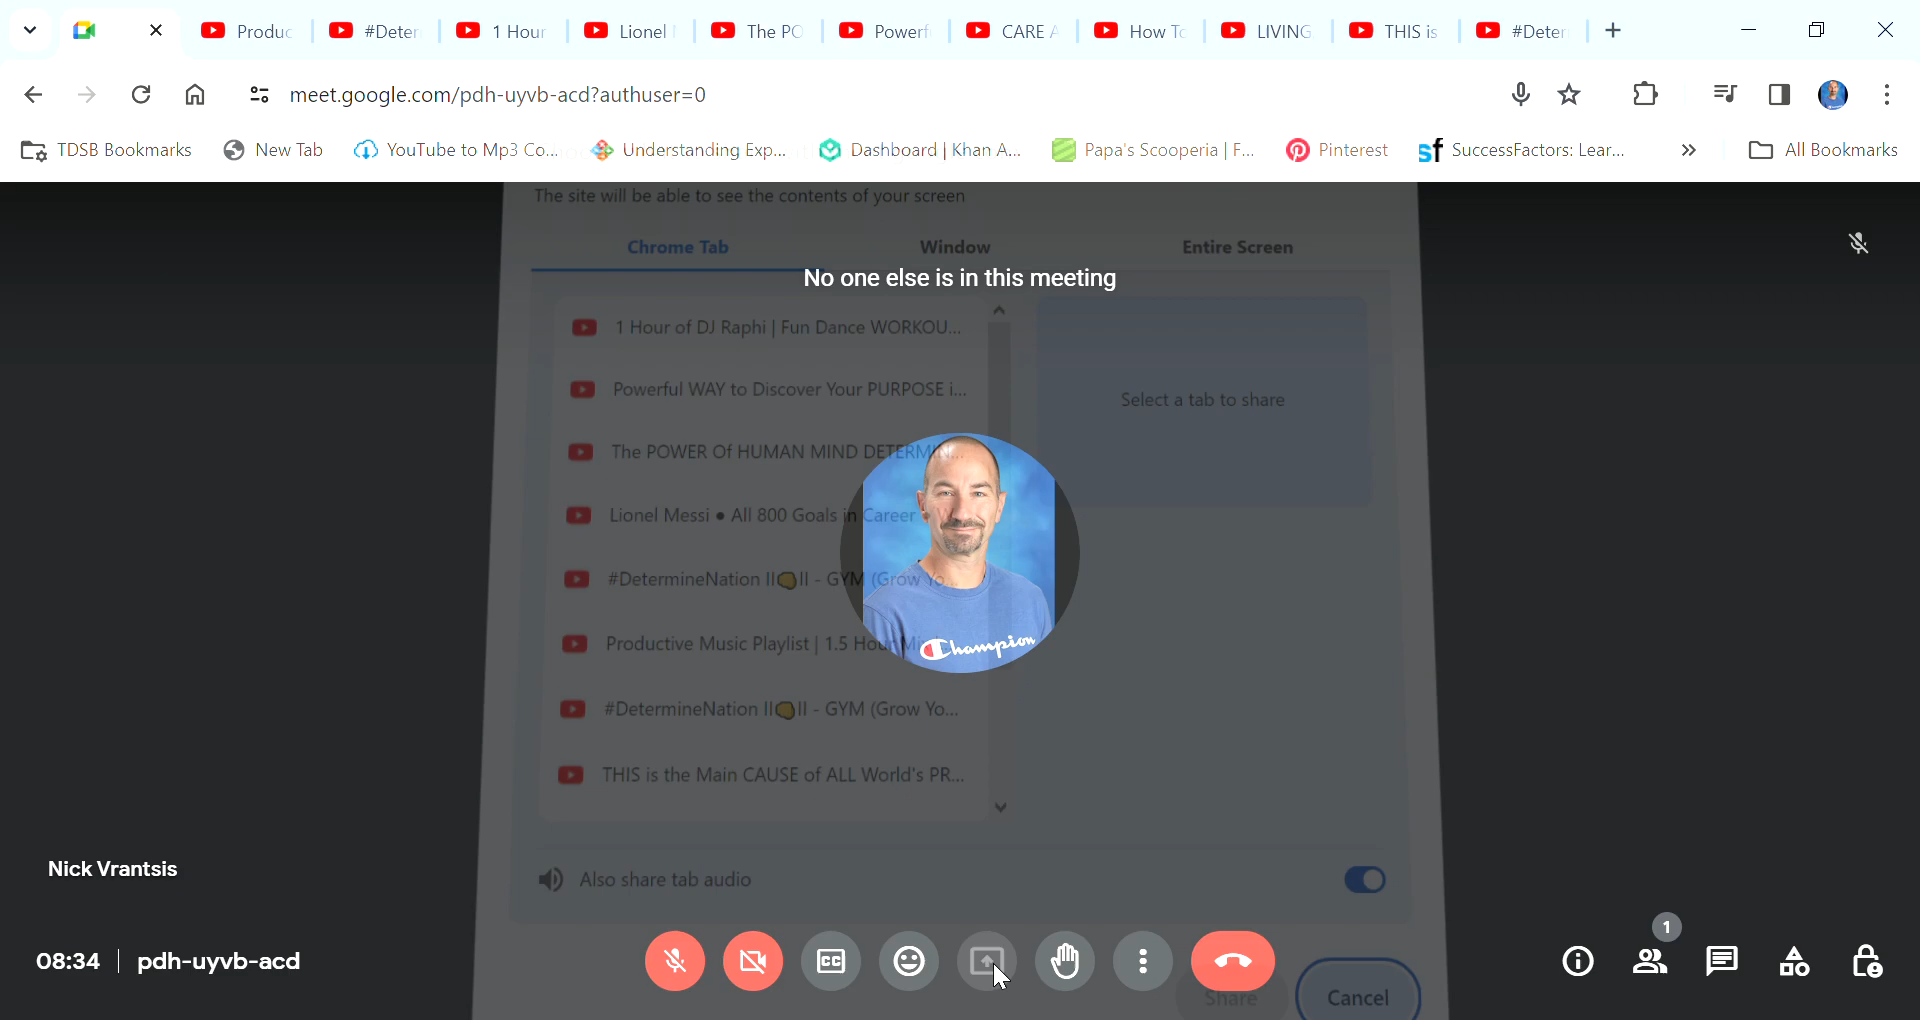 Produc
#Deter
1 Hour
Lionel
The PO
Powerf
CARE A
How To
LIVING
THIS is
#Deter
meet.google.com/pdh-uyvb-acd?authuser=0
TDSB Bookmarks
New Tab
YouTube to Mp3 Co...
Understanding Exp...
Dashboard | Khan A...
Papa's Scooperia | F...
Pinterest
sf SuccessFactors: Lear...
All Bookmarks
The site will be able to see the contents of your screen
Chrome Tab
Window
Entire Screen
No one else is in this meeting
1 Hour of DJ Raphi | Fun Dance WORKOU...
Powerful WAY to Discover Your PURPOSE i...
Select a tab to share
The POWER Of HUMAN MIND DETERMIN...
Lionel Messi • All 800 Goals in Career
#DetermineNation II👊II - GYM (Grow Yo...
Champion
Productive Music Playlist | 1.5 Hour Mi
#DetermineNation II👊II - GYM (Grow Yo...
THIS is the Main CAUSE of ALL World's PR...
Nick Vrantsis
Also share tab audio
1
08:34 | pdh-uyvb-acd
CC
Share
Cancel